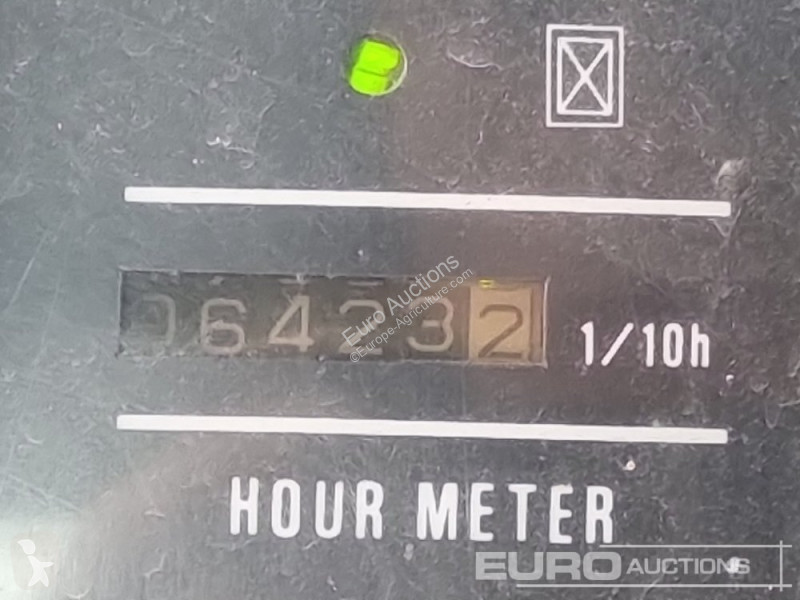 064232
1/10h
HOUR METER
Euro Auctions
©Europe-Agriculture.com
EURO AUCTIONS